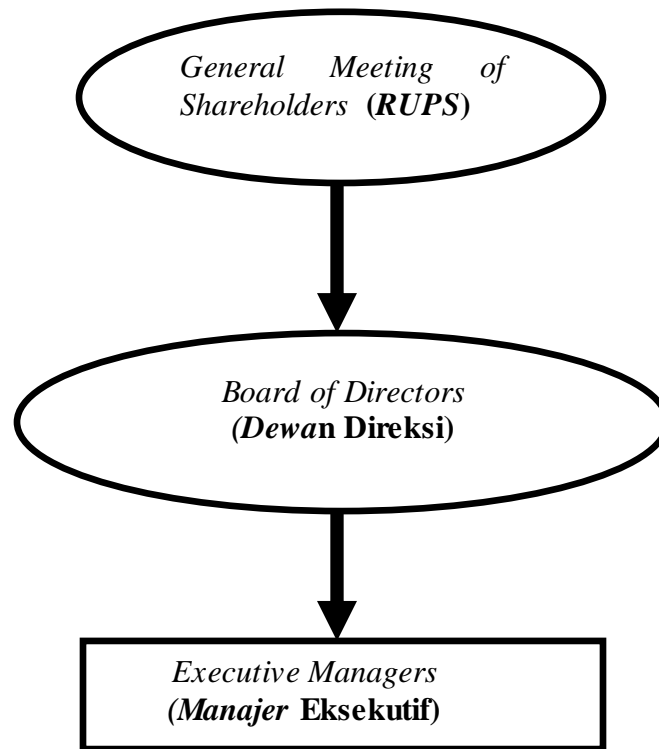 General Meeting of
Shareholders (RUPS)
Board of Directors
(Dewan Direksi)
Executive Managers
(Manajer Eksekutif)